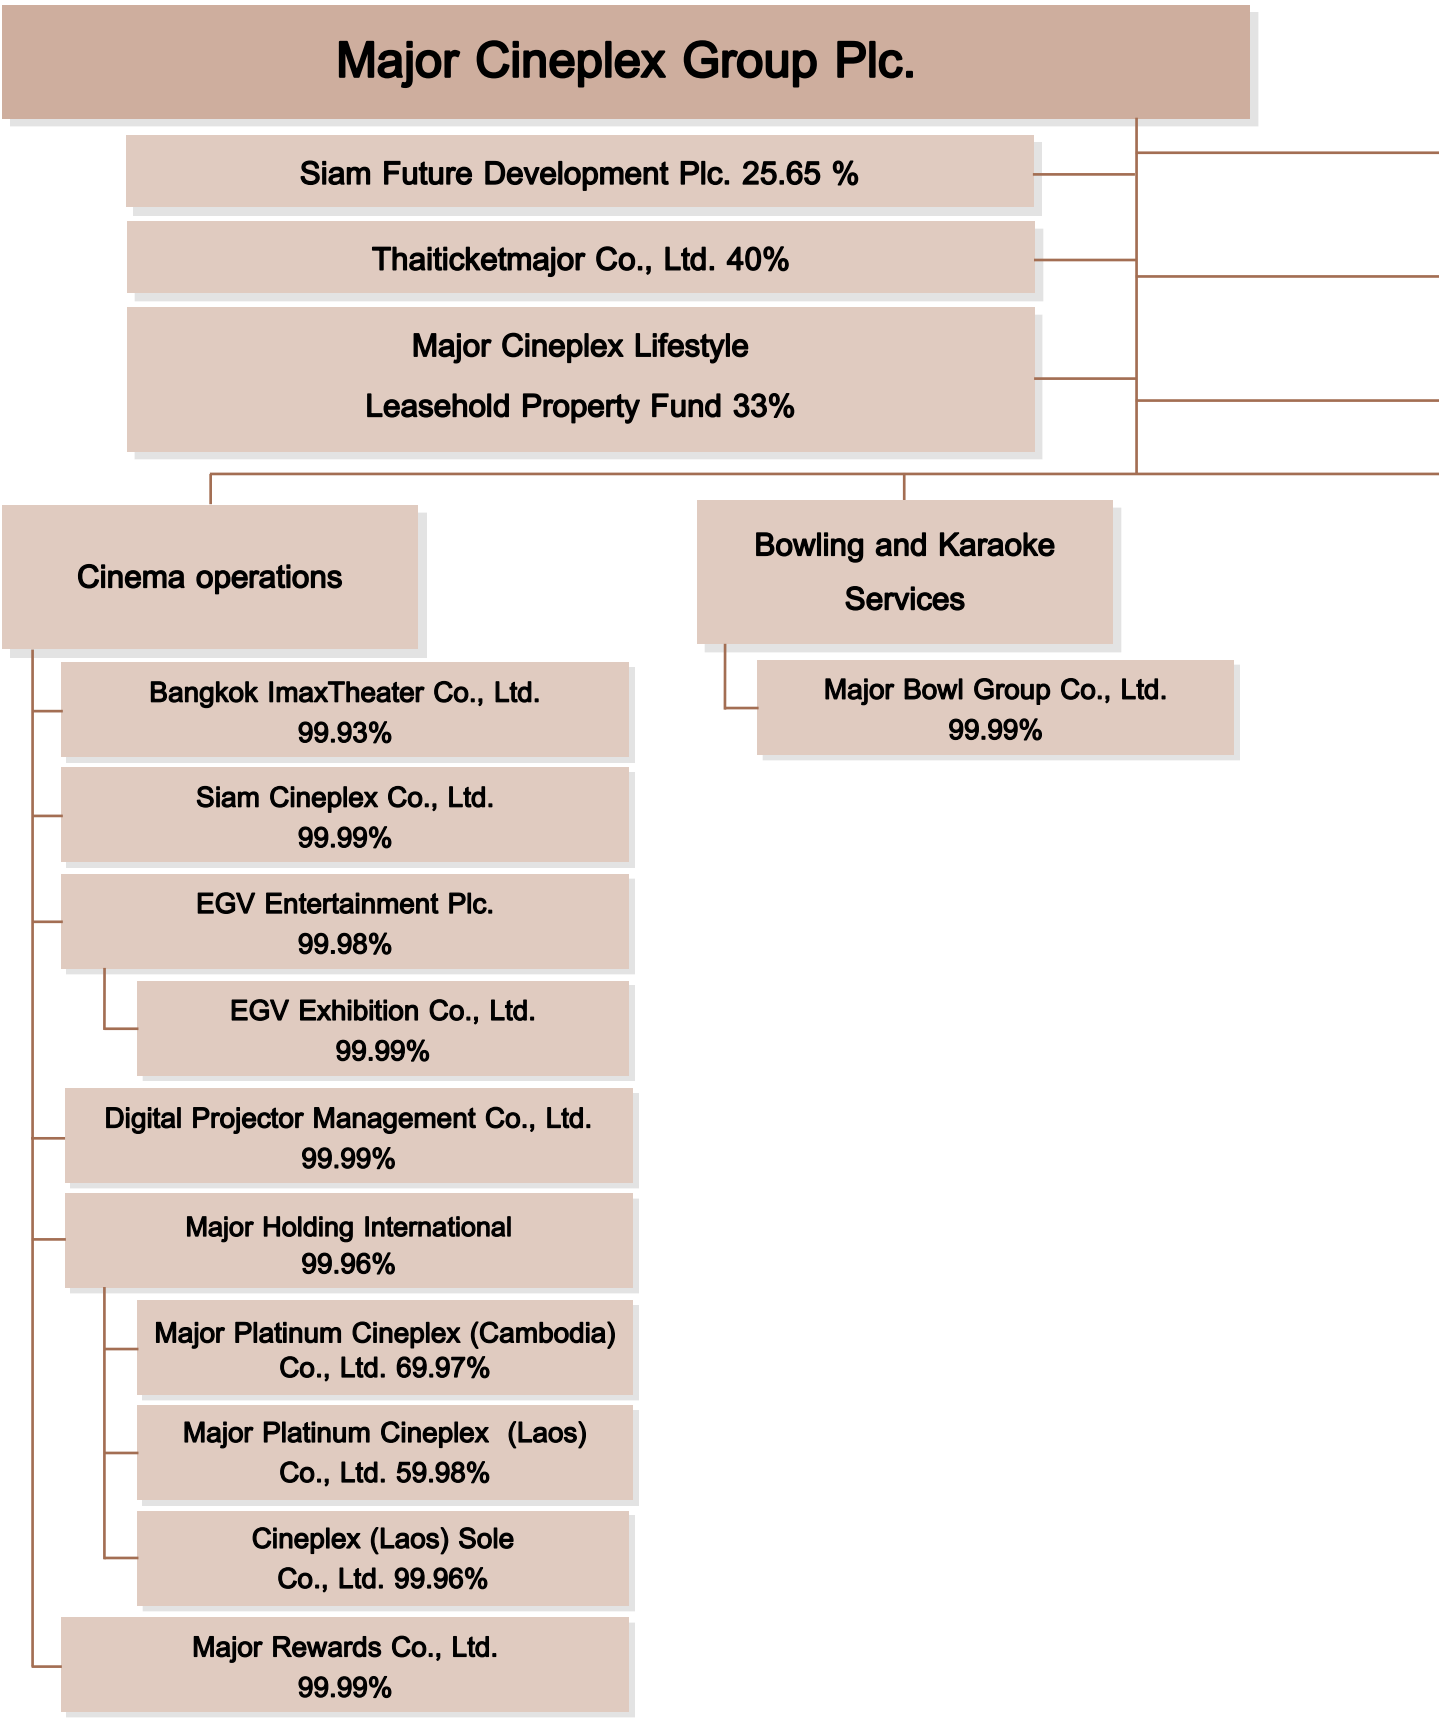 Major Cineplex Group Plc.
Siam Future Development Plc. 25.65 %
Thaiticketmajor Co., Ltd. 40%
Major Cineplex Lifestyle
Leasehold Property Fund 33%
Cinema operations
Bangkok ImaxTheater Co., Ltd.
99.93%
Siam Cineplex Co., Ltd.
99.99%
EGV Entertainment Plc.
99.98%
EGV Exhibition Co., Ltd.
99.99%
Digital Projector Management Co., Ltd.
99.99%
Major Holding International
99.96%
Major Platinum Cineplex (Cambodia)
Co., Ltd. 69.97%
Major Platinum Cineplex (Laos)
Co., Ltd. 59.98%
Cineplex (Laos) Sole
Co., Ltd. 99.96%
Major Rewards Co., Ltd.
99.99%
Bowling and Karaoke
Services
Major Bowl Group Co., Ltd.
99.99%